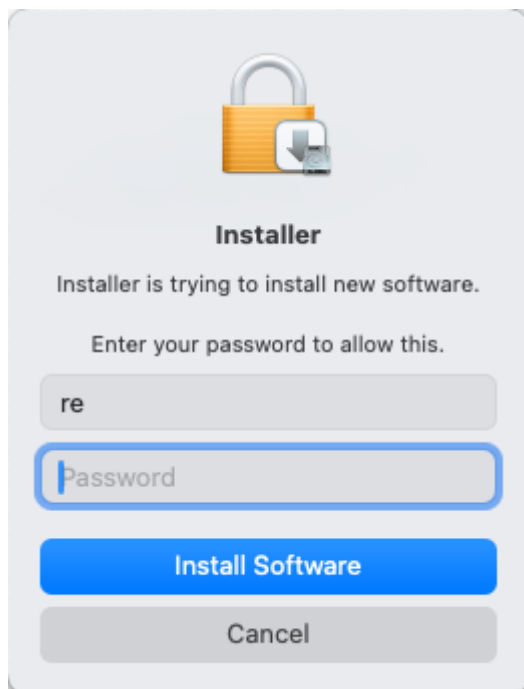 Installer
Installer is trying to install new software.
Enter your password to allow this.
re
Password
Install Software
Cancel